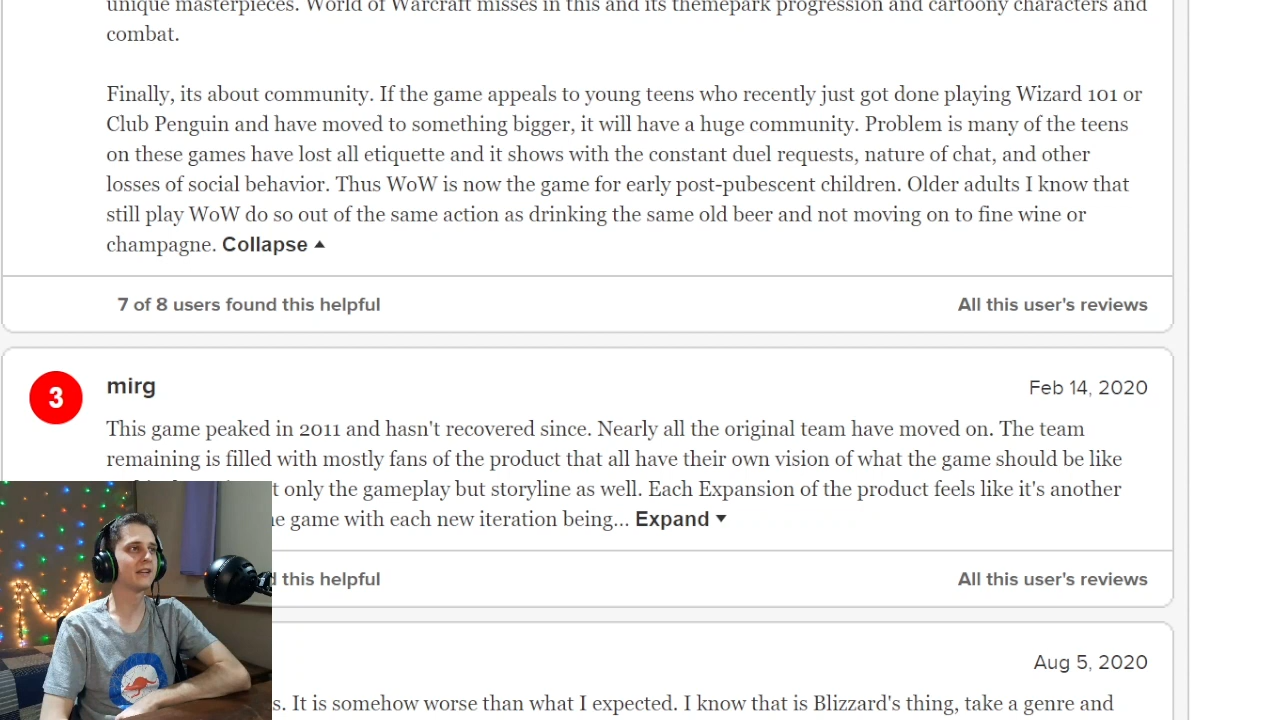 unique masterpieces. World of Warcraft misses in this and its themepark progression and cartoony characters and
combat.
Finally, its about community. If the game appeals to young teens who recently just got done playing Wizard 101 or
Club Penguin and have moved to something bigger, it will have a huge community. Problem is many of the teens
on these games have lost all etiquette and it shows with the constant duel requests, nature of chat, and other
losses of social behavior. Thus WoW is now the game for early post-pubescent children. Older adults I know that
still play WoW do so out of the same action as drinking the same old beer and not moving on to fine wine or
champagne. Collapse
7 of 8 users found this helpful All this user's reviews
3 mirg Feb 14, 2020
This game peaked in 2011 and hasn't recovered since. Nearly all the original team have moved on. The team
remaining is filled with mostly fans of the product that all have their own vision of what the game should be like
only the gameplay but storyline as well. Each Expansion of the product feels like it's another
game with each new iteration being... Expand
this helpful All this user's reviews
Aug 5, 2020
It is somehow worse than what I expected. I know that is Blizzard's thing, take a genre and